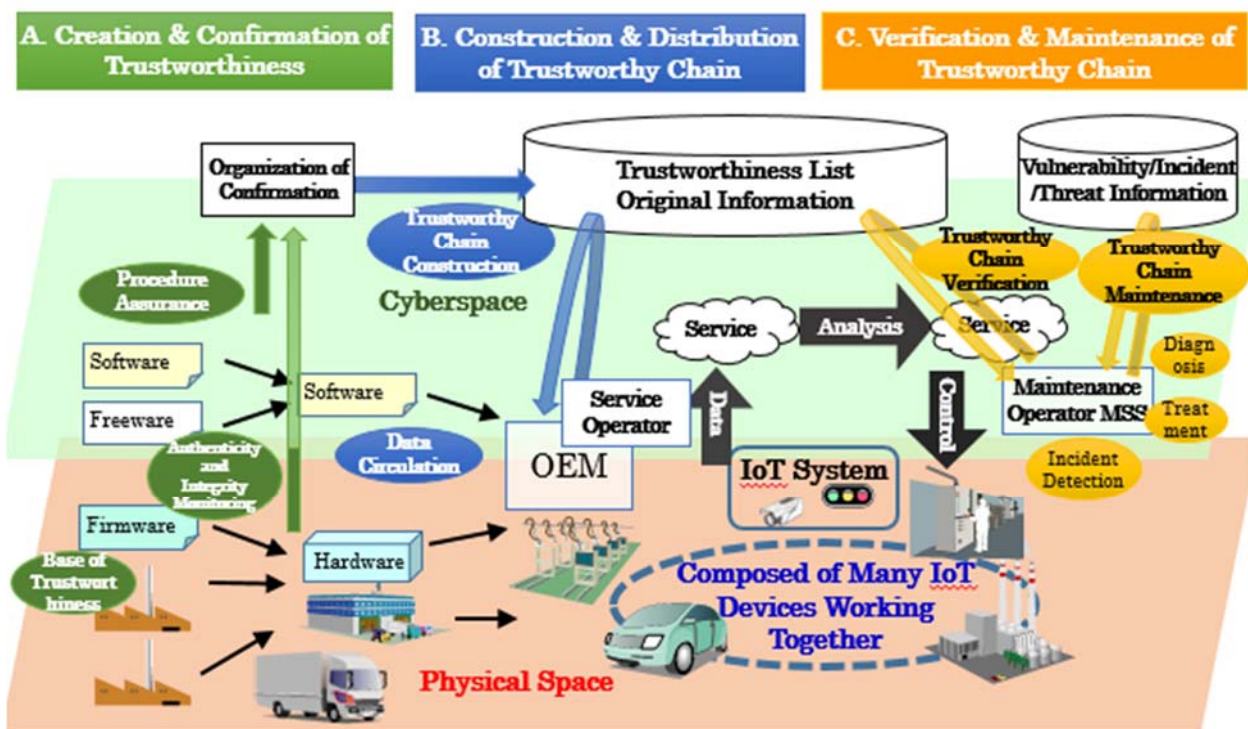 A. Creation & Confirmation of
Trustworthiness
B. Construction & Distribution
of Trustworthy Chain
C. Verification & Maintenance of
Trustworthy Chain
Organization of
Confirmation
Trustworthiness List
Original Information
Vulnerability/Incident
/Threat Information
Trustworthy
Chain
Construction
Trustworthy
Chain
Verification
Trustworthy
Chain
Maintenance
Procedure
Assurance
Cyberspace
Service
Analysis
Service
Diagn
osis
Software
Software
Freeware
Service
Operator
Data
Control
Maintenance
Operator MSS
Treat
ment
Authenticity
and
Integrity
Monitoring
Data
Circulation
OEM
IoT System
Incident
Detection
Firmware
Hardware
Base of
Trustwort
hiness
Composed of Many IoT
Devices Working
Together
Physical Space